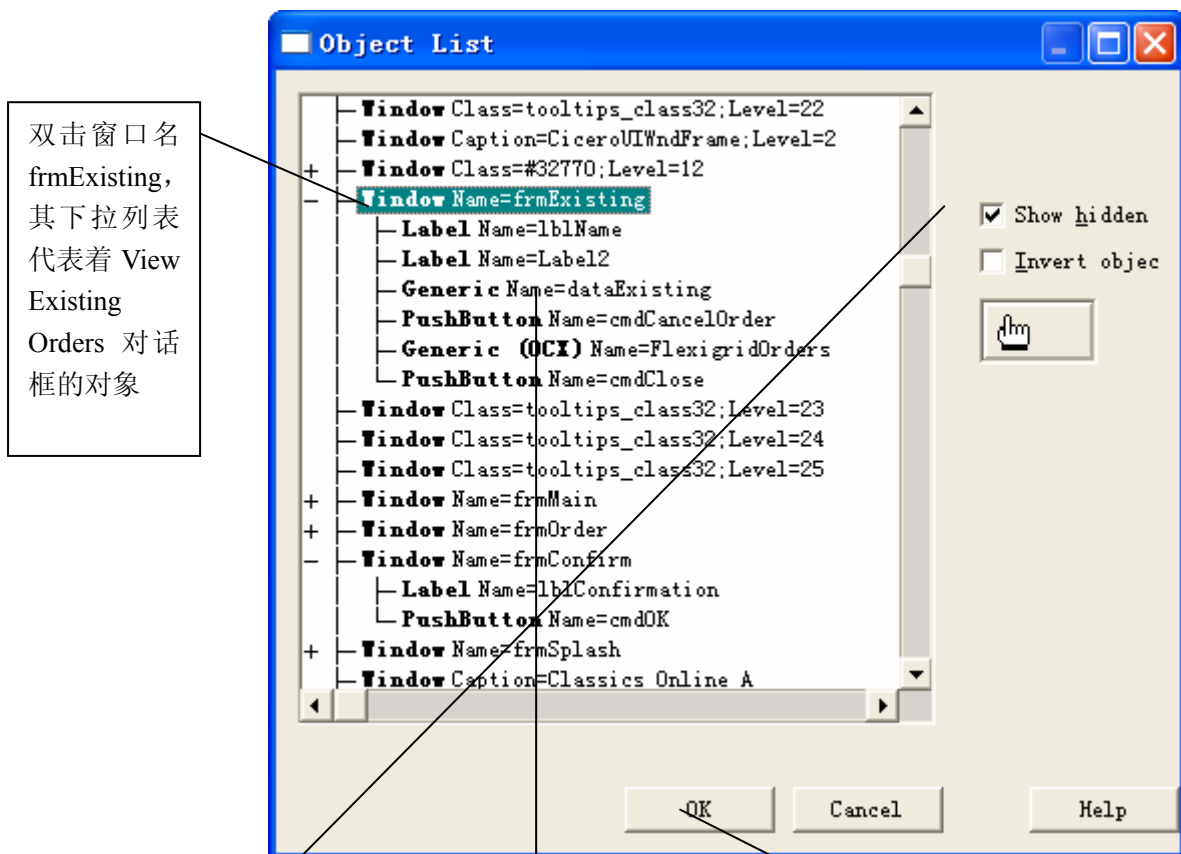 Object List
双击窗口名
frmExisting,
其下拉列表
代表着 View
Existing
Orders 对话
框的对象
Window Class=tooltips_class32;Level=22
Window Caption=CiceroUIWndFrame;Level=2
+ Window Class=#32770;Level=12
- Window Name=frmExisting
Label Name=lblName
Label Name=Label2
Generic Name=dataExisting
PushButton Name=cmdCancelOrder
Generic (OCX) Name=FlexigridOrders
PushButton Name=cmdClose
Window Class=tooltips_class32;Level=23
Window Class=tooltips_class32;Level=24
Window Class=tooltips_class32;Level=25
+ Window Name=frmMain
+ Window Name=frmOrder
- Window Name=frmConfirm
Label Name=lblConfirmation
PushButton Name=cmdOK
+ Window Name=frmSplash
Window Caption=Classics Online A
Show hidden
Invert objec
OK
Cancel
Help